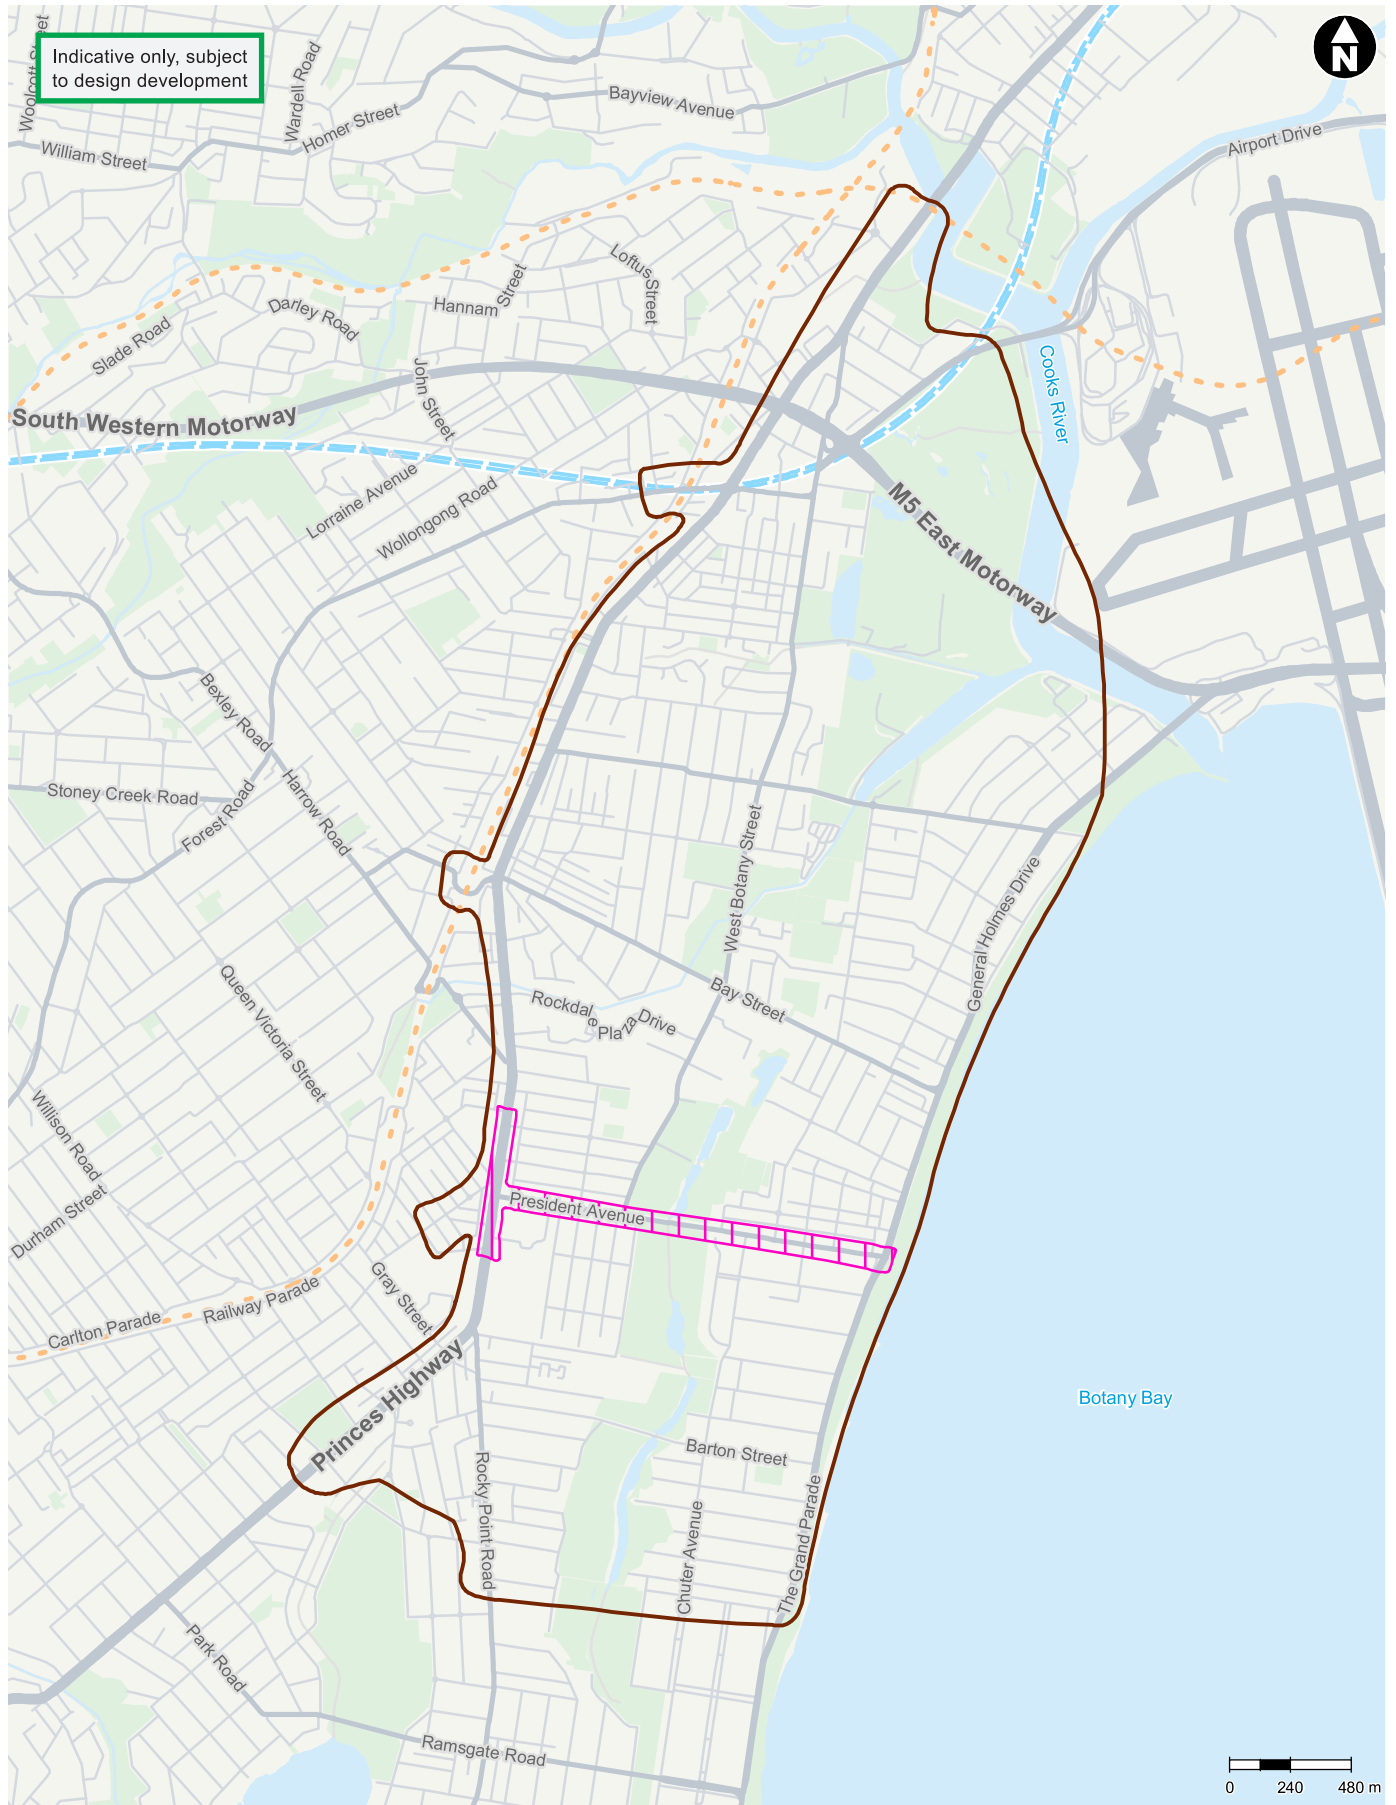 Indicative only, subject
to design development
N
Woolcott Street
Wardell Road
Homer Street
Bayview Avenue
William Street
Airport Drive
Loftus Street
Hannam Street
Darley Road
Slade Road
John Street
Cooks River
South Western Motorway
Lorraine Avenue
Wollongong Road
M5 East Motorway
Bexley Road
Stoney Creek Road
Forest Road
Harrow Road
West Botany Street
General Holmes Drive
Queen Victoria Street
Rockdale Plaza Drive
Bay Street
Willison Road
Durham Street
President Avenue
Gray Street
Railway Parade
Carlton Parade
Princes Highway
Botany Bay
Barton Street
Rocky Point Road
Chuter Avenue
The Grand Parade
Park Road
Ramsgate Road
0 240 480 m